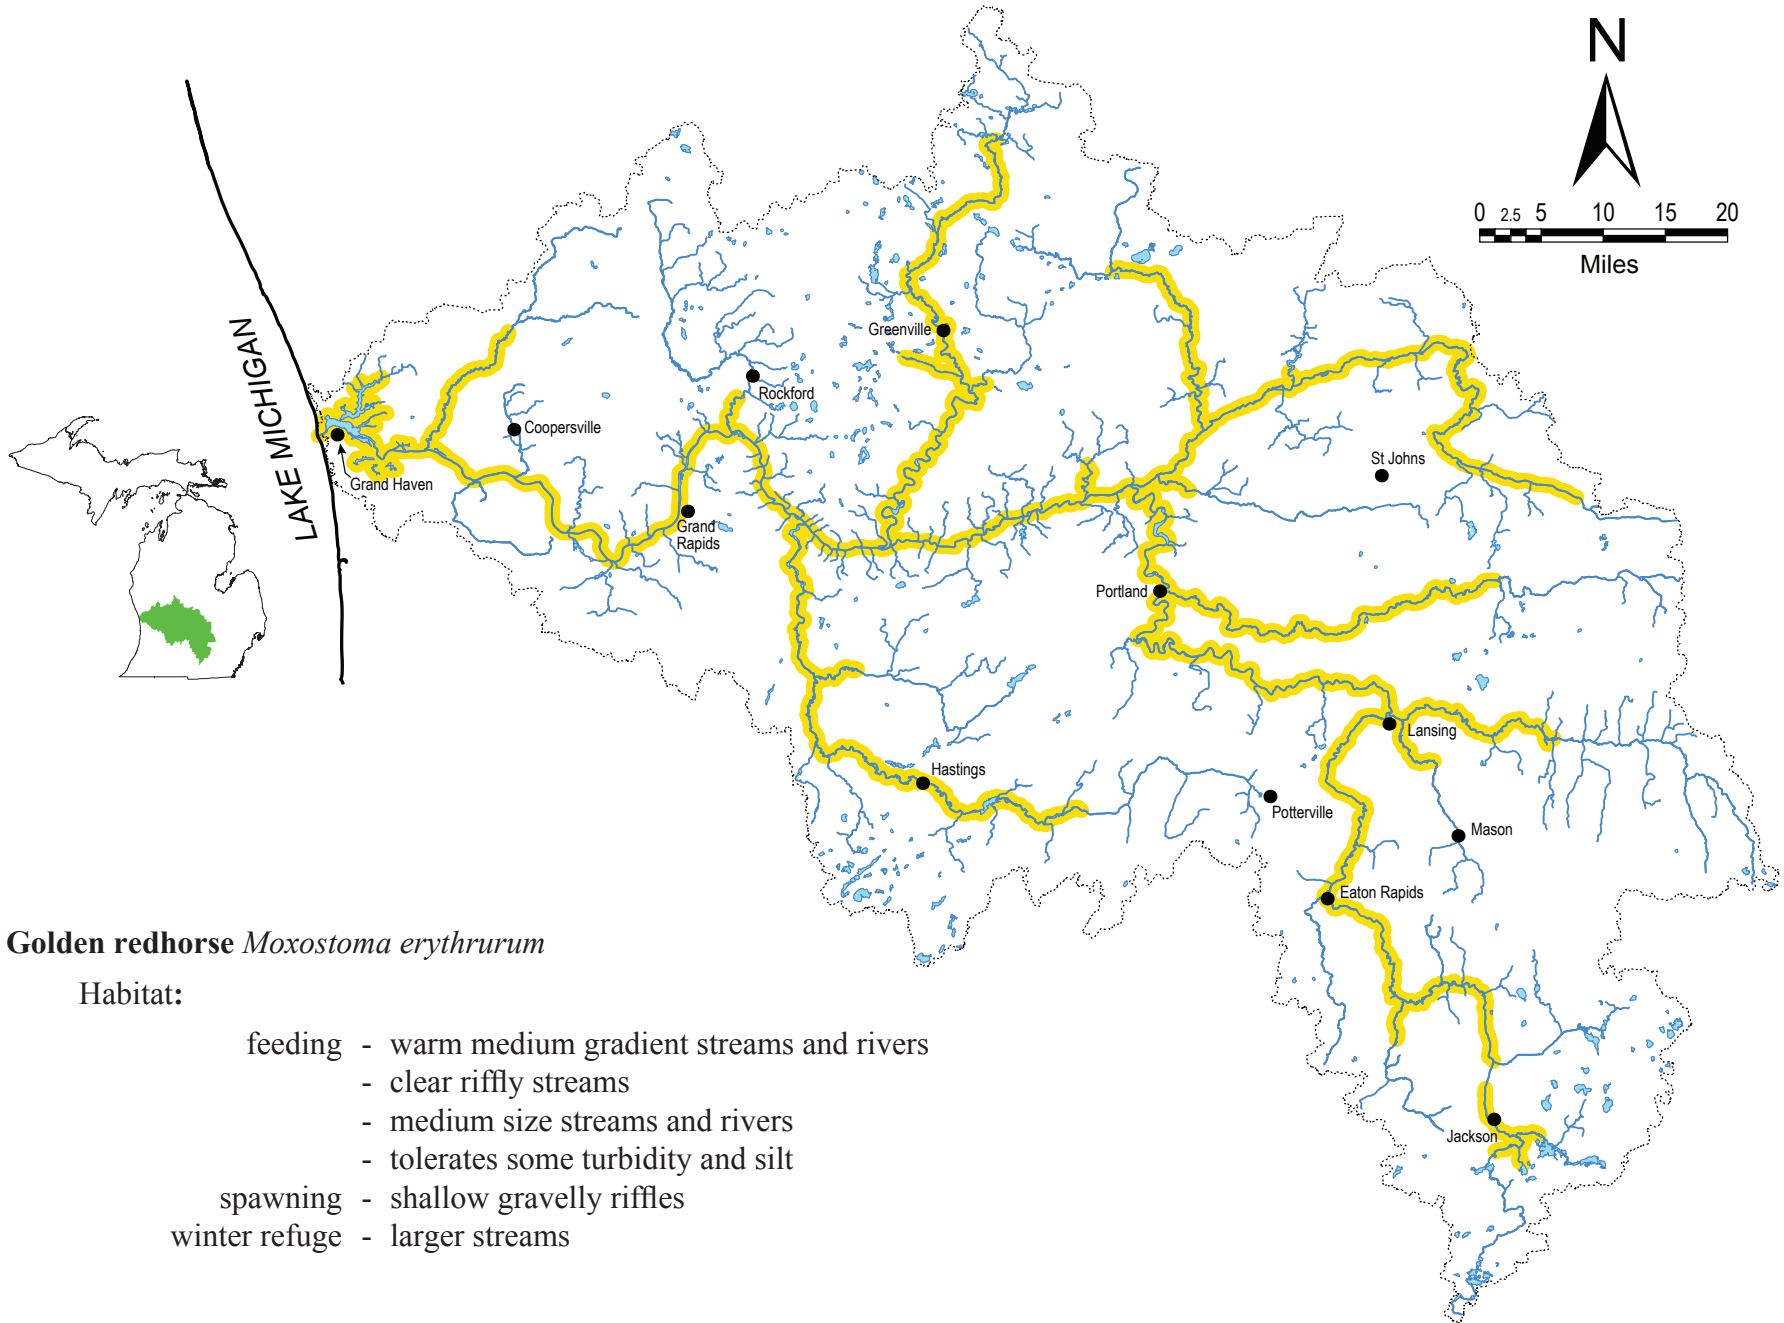 N
0 2.5 5 10 15 20
Miles
LAKE MICHIGAN
Greenville
Rockford
Coopersville
Grand Haven
St Johns
Grand
Rapids
Portland
Lansing
Hastings
Potterville
Mason
Eaton Rapids
Jackson
Golden redhorse Moxostoma erythrurum
Habitat:
feeding - warm medium gradient streams and rivers
- clear riffly streams
- medium size streams and rivers
- tolerates some turbidity and silt
spawning - shallow gravelly riffles
winter refuge - larger streams